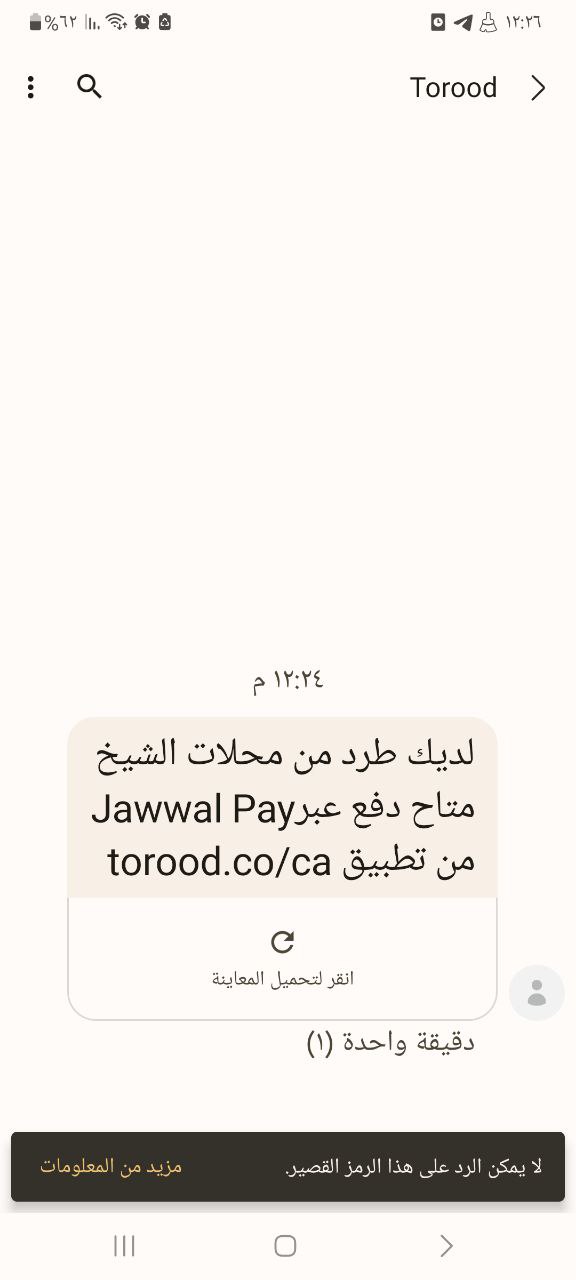 ١٢:٢٦
%٦٢
Torood
١٢:٢٤ م
لديك طرد من محلات الشيخ
متاح دفع عبرJawwal Pay
من تطبيق torood.co/ca
انقر لتحميل المعاينة
دقيقة واحدة (١)
لا يمكن الرد على هذا الرمز القصير.
مزيد من المعلومات